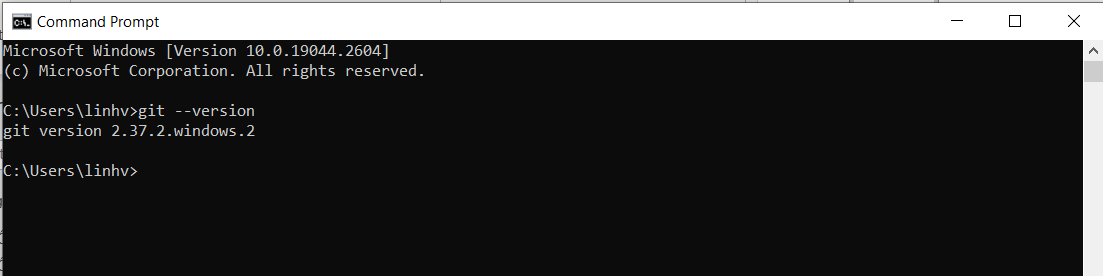 Command Prompt
Microsoft Windows [Version 10.0.19044.2604]
(c) Microsoft Corporation. All rights reserved.
C:\Users\linhv>git --version
git version 2.37.2.windows.2
C:\Users\linhv>